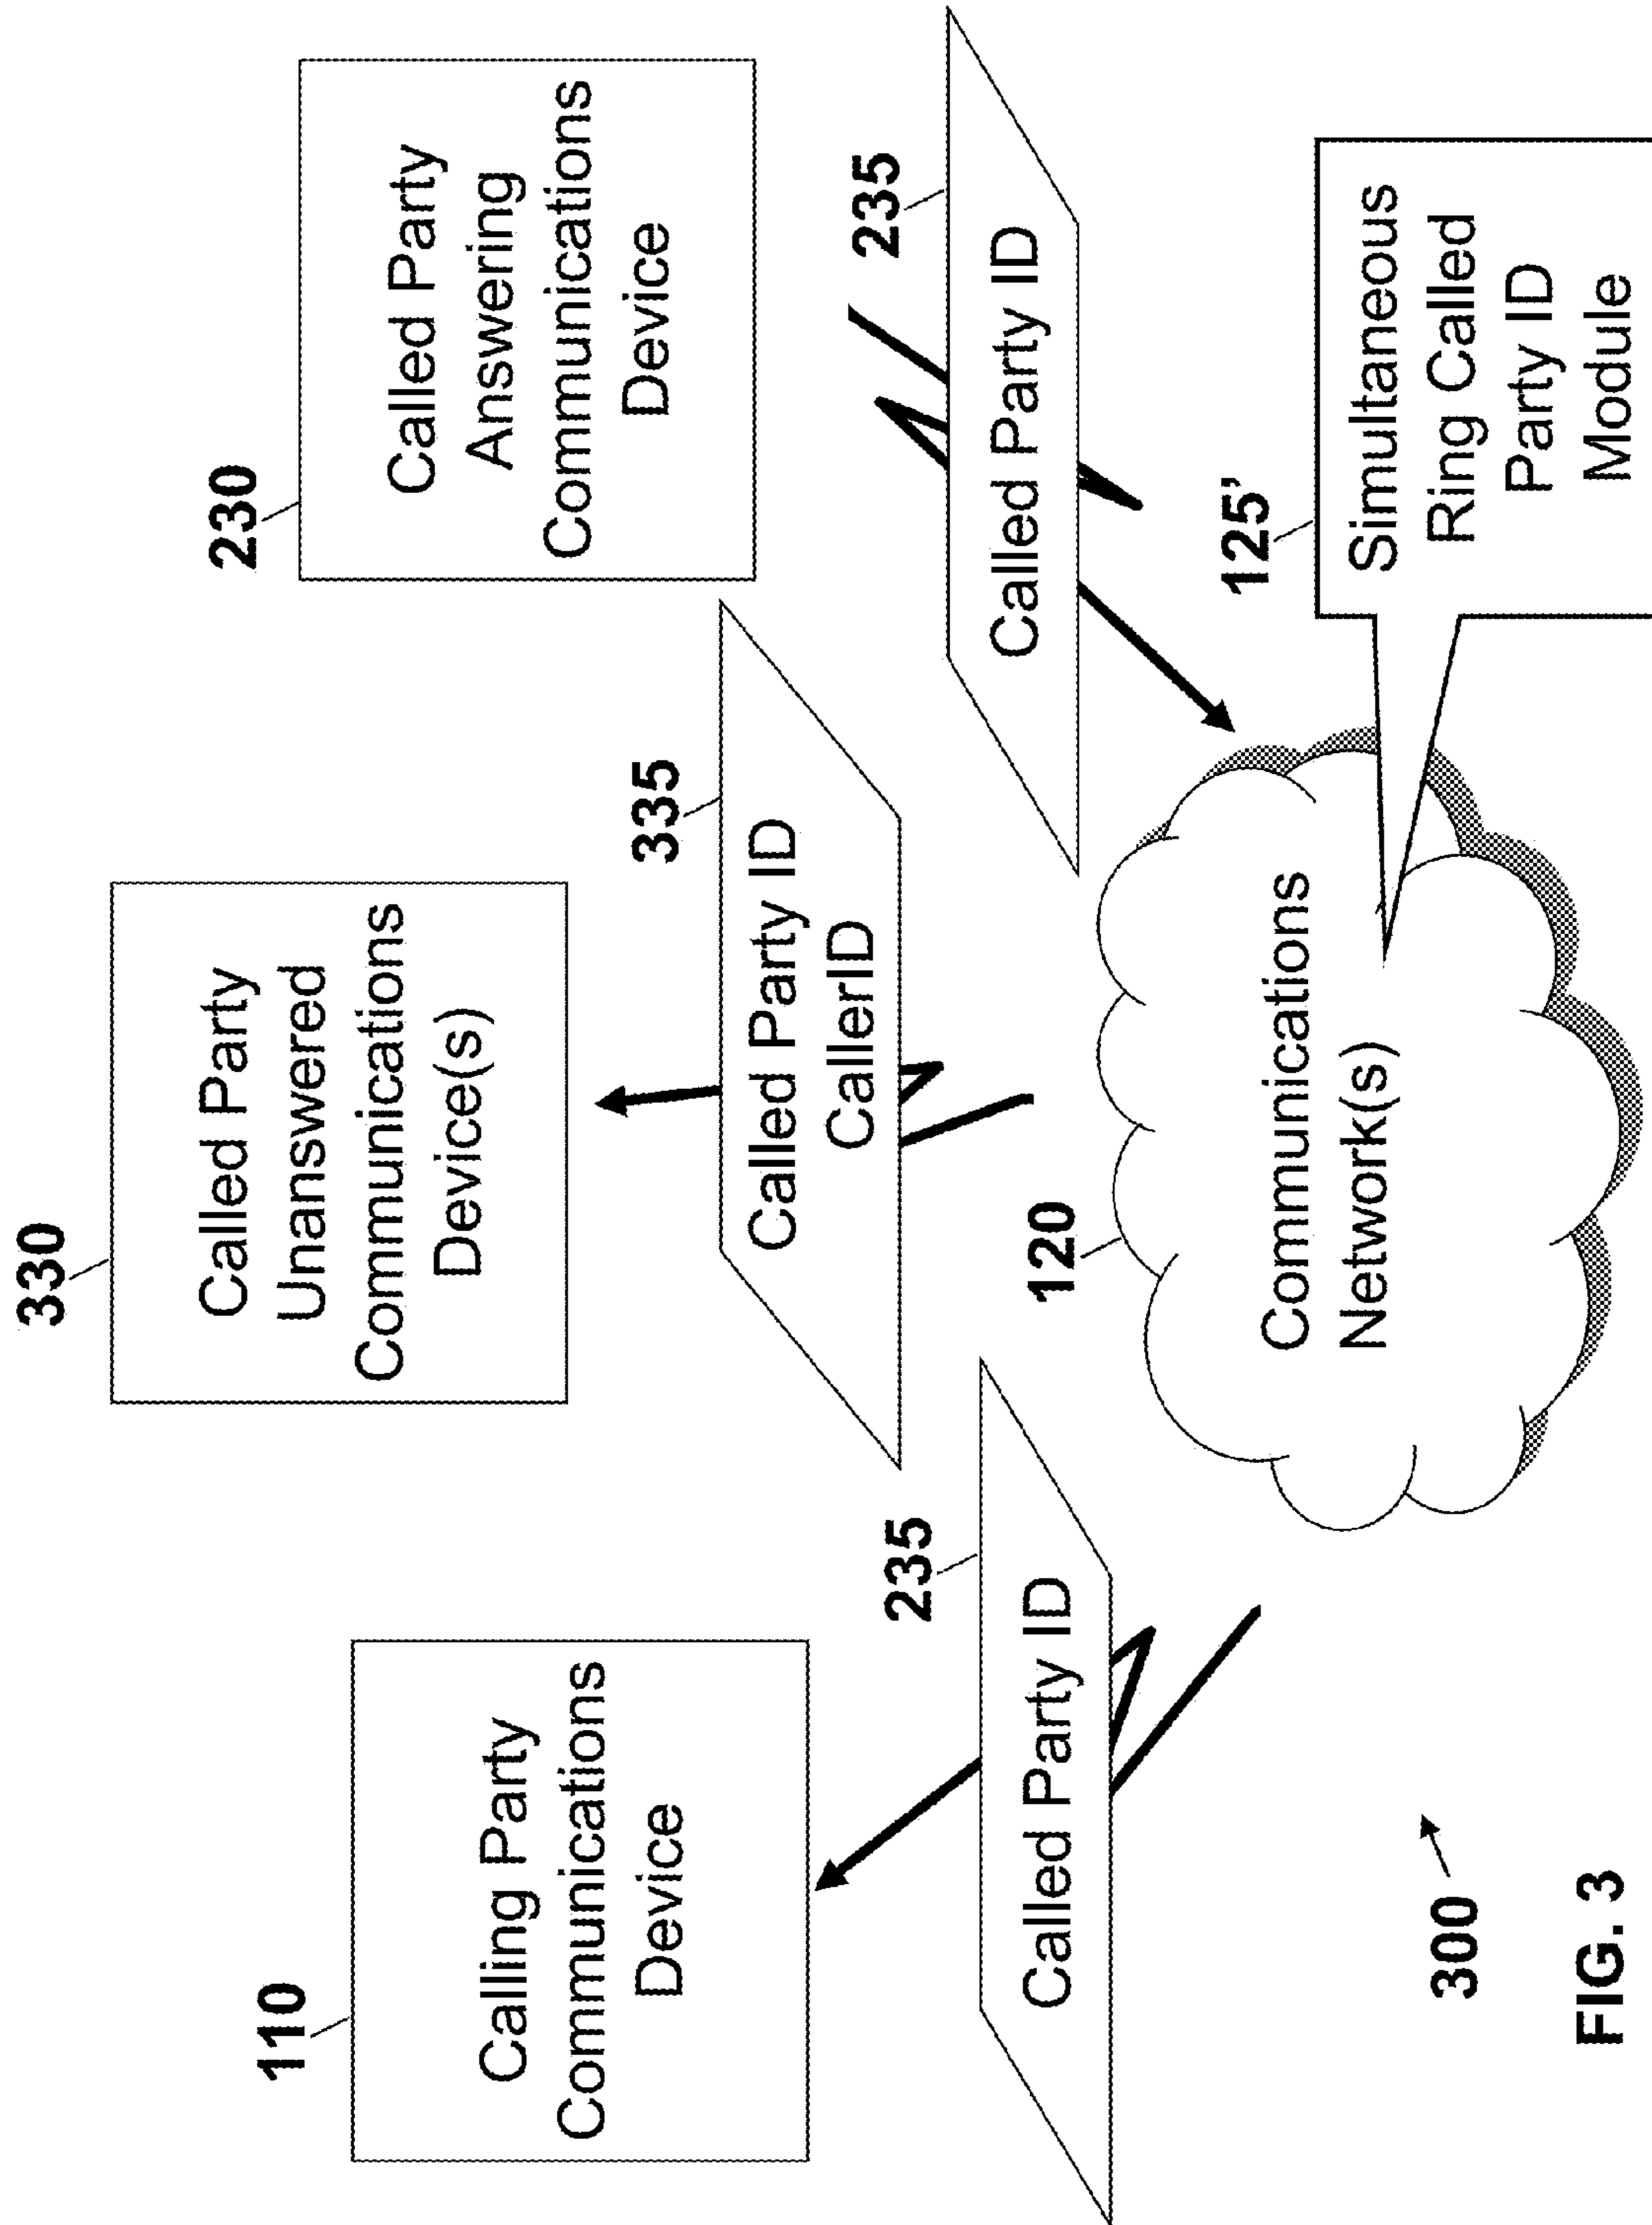 330
Called Party
Unanswered
Communications
Device(s)
110
Calling Party
Communications
Device
230
Called Party
Answering
Communications
Device
335
Called Party ID
CallerID
235
Called Party ID
235
Called Party ID
120
Communications
Network(s)
125’
Simultaneous
Ring Called
Party ID
Module
300
FIG. 3